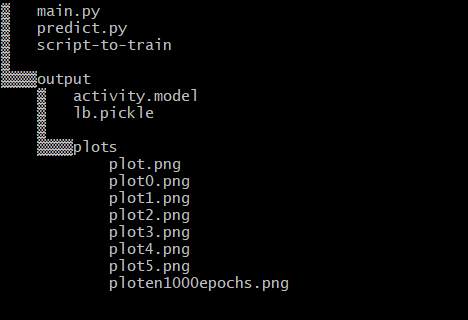 main.py
predict.py
script-to-train
output
activity.model
lb.pickle
plots
plot.png
plot0.png
plot1.png
plot2.png
plot3.png
plot4.png
plot5.png
ploten1000epochs.png